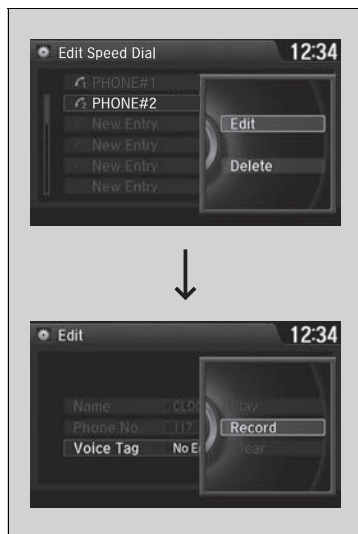 Edit Speed Dial 12:34
PHONE#1
PHONE#2
New Entry
New Entry
New Entry
New Entry
Edit
Delete
Edit 12:34
Name
Phone No. 117
Voice Tag No
Play
Record
Clear